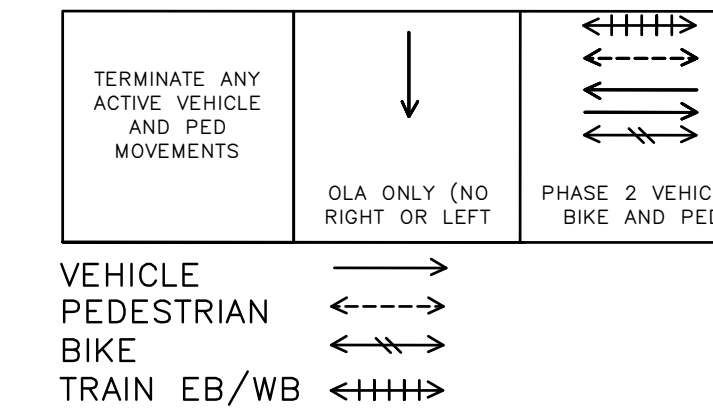 TERMINATE ANY
ACTIVE VEHICLE
AND PED
MOVEMENTS
OLA ONLY (NO
RIGHT OR LEFT
PHASE 2 VEHIC
BIKE AND PED
VEHICLE
PEDESTRIAN
BIKE
TRAIN EB/WB